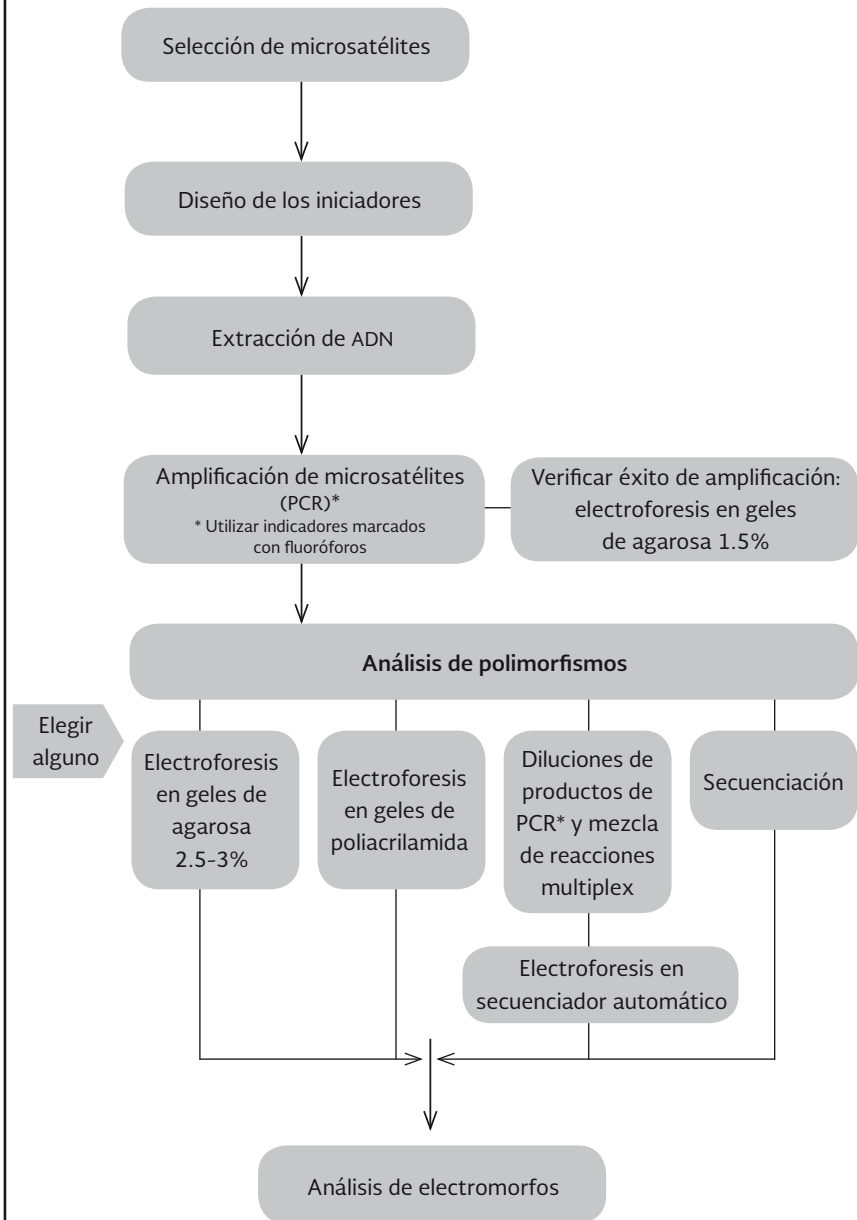 Selección de microsatélites
Diseño de los iniciadores
Extracción de ADN
Amplificación de microsatélites
(PCR)*
* Utilizar indicadores marcados
con fluoróforos
Verificar éxito de amplificación:
electroforesis en geles
de agarosa 1.5%
Análisis de polimorfismos
Elegir
alguno
Electroforesis
en geles de
agarosa
2.5-3%
Electroforesis
en geles de
poliacrilamida
Diluciones de
productos de
PCR* y mezcla
de reacciones
multiplex
Secuenciación
Electroforesis en
secuenciador automático
Análisis de electromorfos